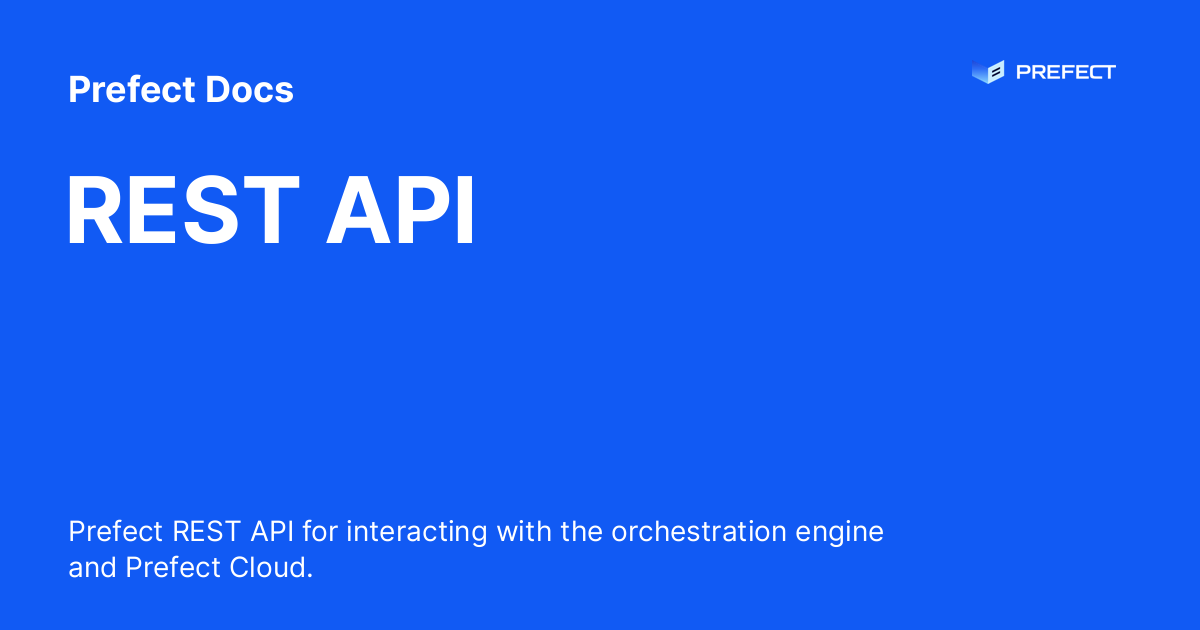 Prefect Docs
PREFECT
REST API
Prefect REST API for interacting with the orchestration engine
and Prefect Cloud.